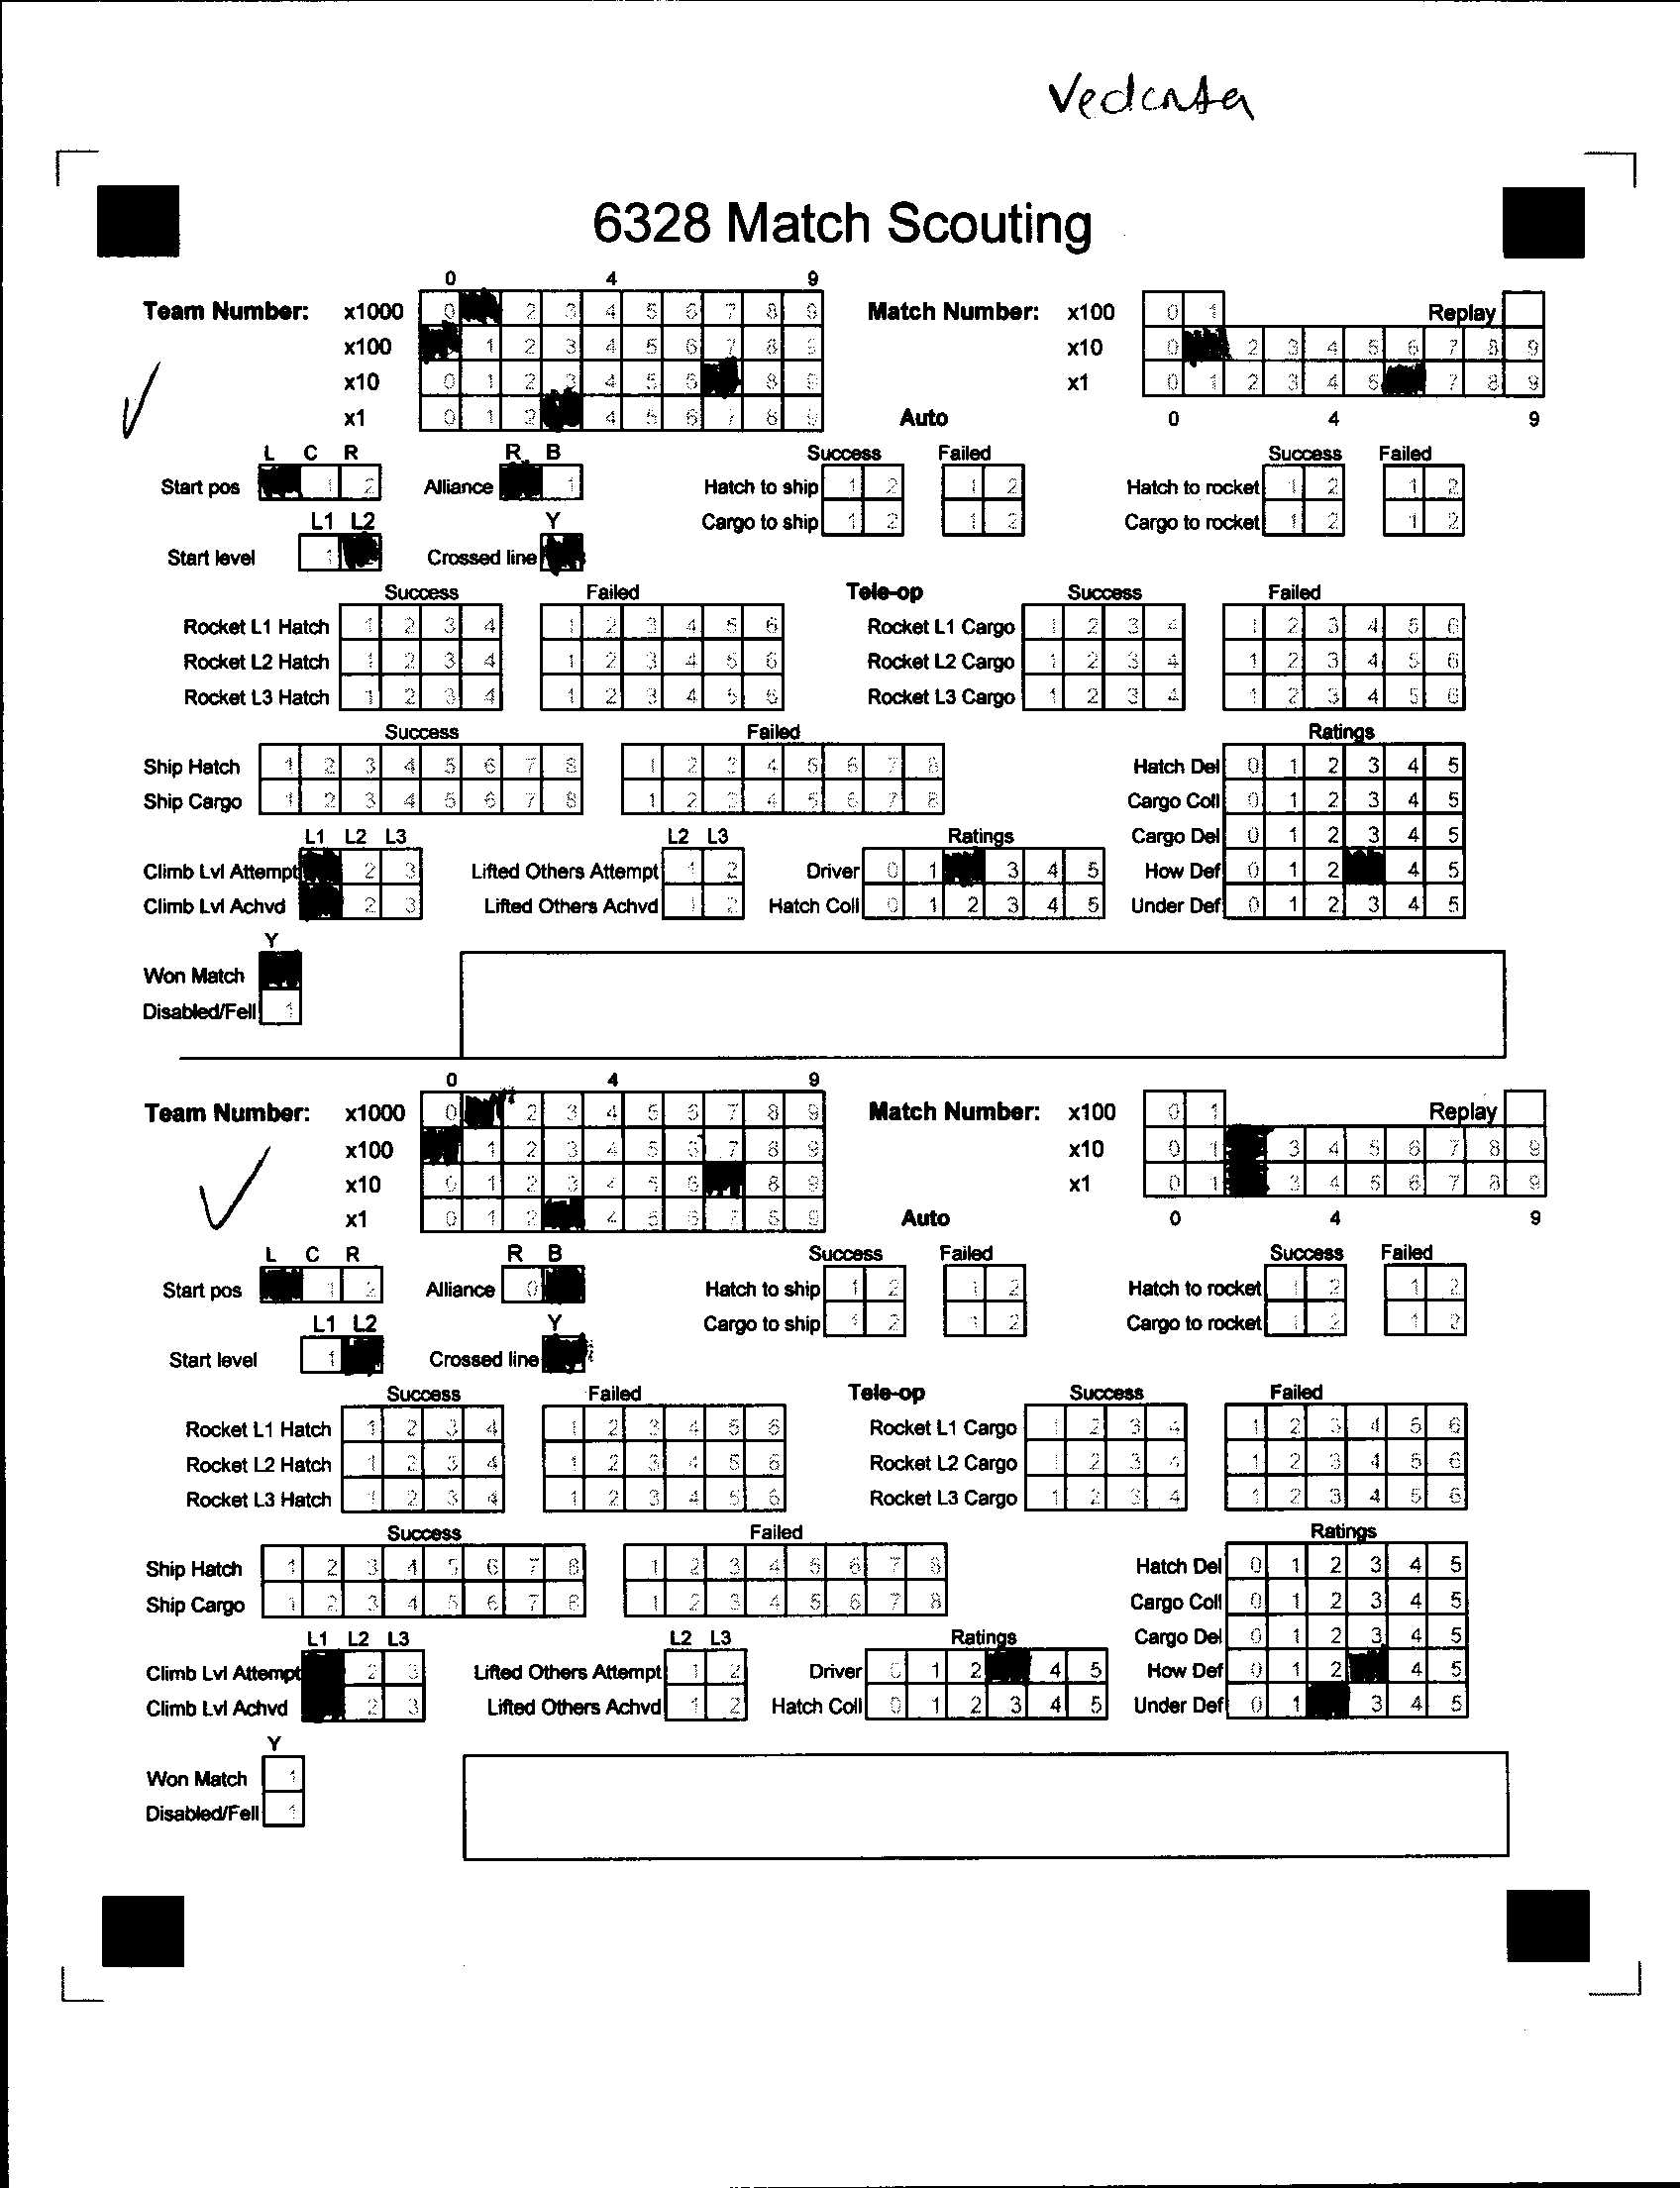 Vedanta
6328 Match Scouting
0 4 9
Team Number: x1000 0 2 3 4 5 6 7 8 9 Match Number: x100 0 1 Replay
x100 1 2 3 4 5 6 7 8 9 x10 0 2 3 4 5 6 7 8 9
x10 0 1 2 3 4 5 6 8 9 x1 0 1 2 3 4 5 7 8 9
x1 0 1 2 4 5 6 7 8 9 Auto 0 4 9
L C R R B Success Failed Success Failed
Start pos 1 2 Alliance 1 Hatch to ship 1 2 1 2 Hatch to rocket 1 2 1 2
L1 L2 Y Cargo to ship 1 2 1 2 Cargo to rocket 1 2 1 2
Start level 1 Crossed line
Success Failed Tele-op Success Failed
Rocket L1 Hatch 1 2 3 4 1 2 3 4 5 6 Rocket L1 Cargo 1 2 3 4 1 2 3 4 5 6
Rocket L2 Hatch 1 2 3 4 1 2 3 4 5 6 Rocket L2 Cargo 1 2 3 4 1 2 3 4 5 6
Rocket L3 Hatch 1 2 3 4 1 2 3 4 5 6 Rocket L3 Cargo 1 2 3 4 1 2 3 4 5 6
Success Failed Ratings
Ship Hatch 1 2 3 4 5 6 7 8 1 2 3 4 5 6 7 8 Hatch Del 0 1 2 3 4 5
Ship Cargo 1 2 3 4 5 6 7 8 1 2 3 4 5 6 7 8 Cargo Coll 0 1 2 3 4 5
L1 L2 L3 L2 L3 Ratings Cargo Del 0 1 2 3 4 5
Climb Lvl Attempt 2 3 Lifted Others Attempt 1 2 Driver 0 1 3 4 5 How Def 0 1 2 4 5
Climb Lvl Achvd 2 3 Lifted Others Achvd 1 2 Hatch Coll 0 1 2 3 4 5 Under Def 0 1 2 3 4 5
Y
Won Match
Disabled/Fell 1
0 4 9
Team Number: x1000 0 2 3 4 5 6 7 8 9 Match Number: x100 0 1 Replay
x100 1 2 3 4 5 6 7 8 9 x10 0 1 3 4 5 6 7 8 9
x10 0 1 2 3 4 5 6 8 9 x1 0 1 3 4 5 6 7 8 9
x1 0 1 2 4 5 6 7 8 9 Auto 0 4 9
L C R R B Success Failed Success Failed
Start pos 1 2 Alliance 0 Hatch to ship 1 2 1 2 Hatch to rocket 1 2 1 2
L1 L2 Y Cargo to ship 1 2 1 2 Cargo to rocket 1 2 1 2
Start level 1 Crossed line
Success Failed Tele-op Success Failed
Rocket L1 Hatch 1 2 3 4 1 2 3 4 5 6 Rocket L1 Cargo 1 2 3 4 1 2 3 4 5 6
Rocket L2 Hatch 1 2 3 4 1 2 3 4 5 6 Rocket L2 Cargo 1 2 3 4 1 2 3 4 5 6
Rocket L3 Hatch 1 2 3 4 1 2 3 4 5 6 Rocket L3 Cargo 1 2 3 4 1 2 3 4 5 6
Success Failed Ratings
Ship Hatch 1 2 3 4 5 6 7 8 1 2 3 4 5 6 7 8 Hatch Del 0 1 2 3 4 5
Ship Cargo 1 2 3 4 5 6 7 8 1 2 3 4 5 6 7 8 Cargo Coll 0 1 2 3 4 5
L1 L2 L3 L2 L3 Ratings Cargo Del 0 1 2 3 4 5
Climb Lvl Attempt 2 3 Lifted Others Attempt 1 2 Driver 0 1 2 4 5 How Def 0 1 2 4 5
Climb Lvl Achvd 2 3 Lifted Others Achvd 1 2 Hatch Coll 0 1 2 3 4 5 Under Def 0 1 3 4 5
Y
Won Match 1
Disabled/Fell 1